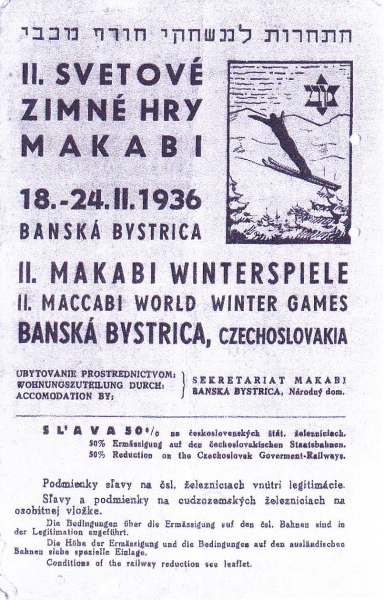 התחרות למשחקי חורף מכבי
II. SVETOVÉ
ZIMNÉ HRY
MAKABI
18.-24.II.1936
BANSKÁ BYSTRICA
II. MAKABI WINTERSPIELE
II. MACCABI WORLD WINTER GAMES
BANSKÁ BYSTRICA, CZECHOSLOVAKIA
UBYTOVANIE PROSTREDNICTVOM:
WOHNUNGSZUTEILUNG DURCH:
ACCOMODATION BY:
SEKRETARIAT MAKABI
BANSKÁ BYSTRICA, Národný dom.
SĽAVA 50% na československých štát. železniciach.
50% Ermässigung auf den čechoslovakischen Staatsbahnen.
50% Reduction on the Czechoslovak Goverment-Railways.
Podmienky sľavy na čsl. železniciach vnútri legitimácie.
Sľavy a podmienky na cudzozemských železniciach na
osobitnej vložke.
Die Bedingungen über die Ermässigung auf den čsl. Bahnen sind in
der Legitimation engeführt.
Die Höhe der Ermässigung und die Bedingungen auf den ausländischen
Bahnen siehe spezielle Einlage.
Conditions of the railway reduction see leaflet.